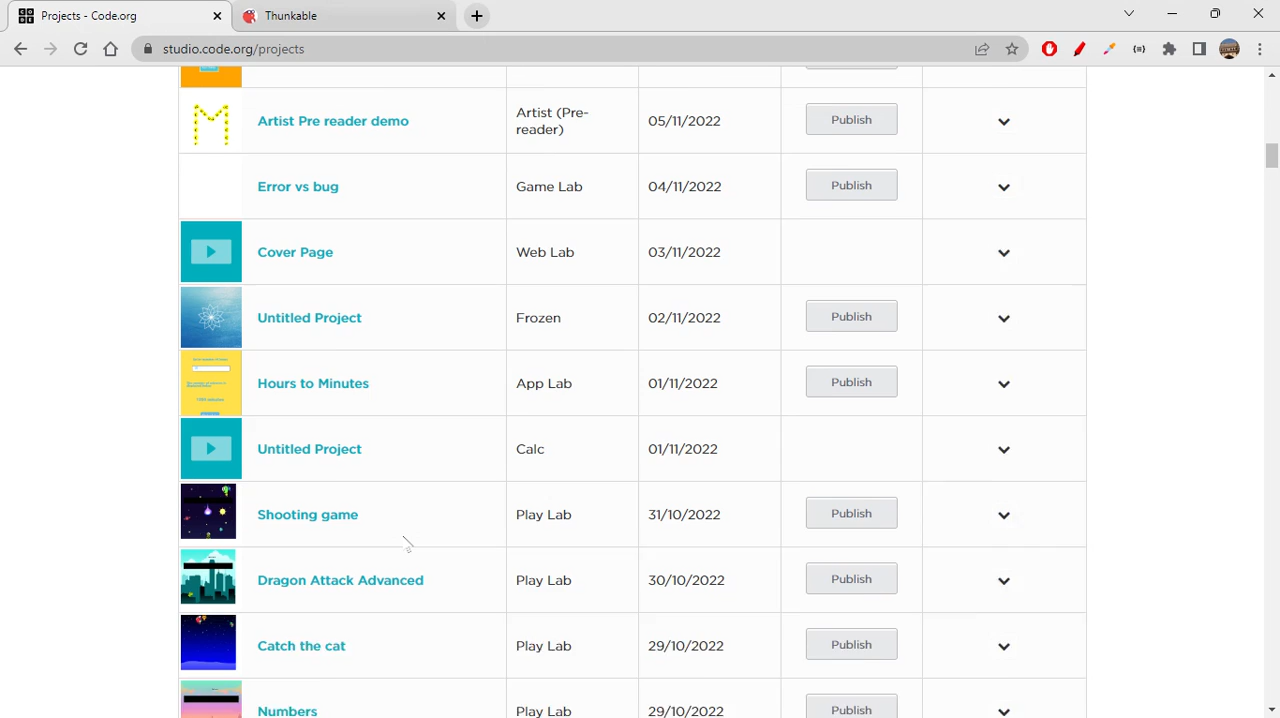 Projects - Code.org
Thunkable
studio.code.org/projects
Artist Pre reader demo Artist (Pre-
reader) 05/11/2022 Publish
Error vs bug Game Lab 04/11/2022 Publish
Cover Page Web Lab 03/11/2022
Untitled Project Frozen 02/11/2022 Publish
Hours to Minutes App Lab 01/11/2022 Publish
Untitled Project Calc 01/11/2022
Shooting game Play Lab 31/10/2022 Publish
Dragon Attack Advanced Play Lab 30/10/2022 Publish
Catch the cat Play Lab 29/10/2022 Publish
Numbers Play Lab 29/10/2022 Publish